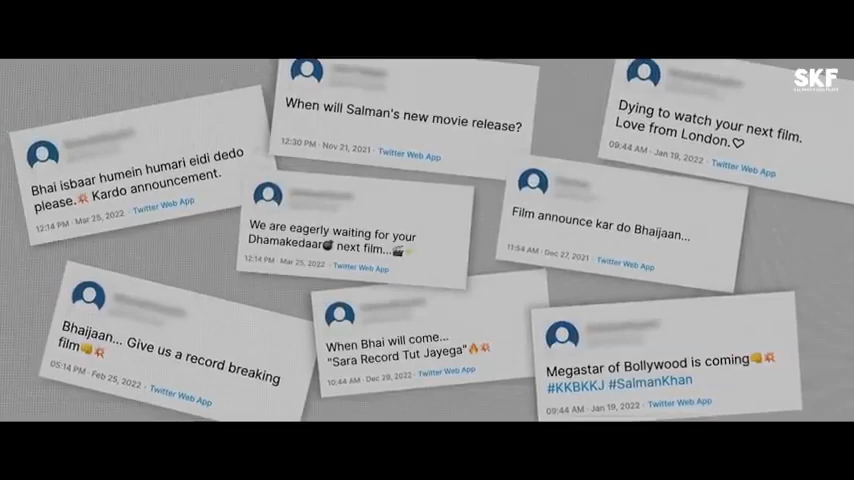 SKF
When will Salman's new movie release?
12:30 PM · Nov 21, 2021 · Twitter Web App
Dying to watch your next film.
Love from London.♡
09:44 AM · Jan 19, 2022 · Twitter Web App
Bhai isbaar humein humari eidi dedo
please.💥 Kardo announcement.
12:14 PM · Mar 25, 2022 · Twitter Web App
We are eagerly waiting for your
Dhamakedaar💣 next film...🎬✨
12:14 PM · Mar 25, 2022 · Twitter Web App
Film announce kar do Bhaijaan...
11:54 AM · Dec 27, 2021 · Twitter Web App
Bhaijaan... Give us a record breaking
film👊💥
05:14 PM · Feb 25, 2022 · Twitter Web App
When Bhai will come...
"Sara Record Tut Jayega"🔥💥
10:44 AM · Dec 29, 2022 · Twitter Web App
Megastar of Bollywood is coming👊💥
#KKBKKJ #SalmanKhan
09:44 AM · Jan 19, 2022 · Twitter Web App